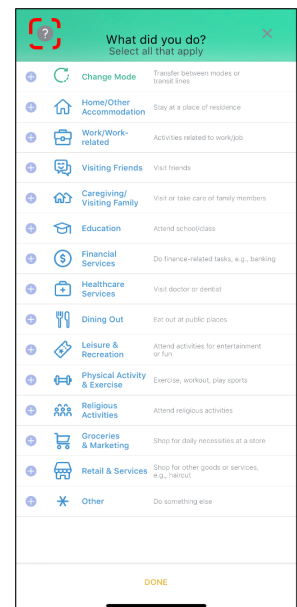 ?
What did you do?
Select all that apply
Change Mode
Transfer between modes or
transit lines
Home/Other
Accommodation
Stay at a place of residence
Work/Work-
related
Activities related to work/job
Visiting Friends
Visit friends
Caregiving/
Visiting Family
Visit or take care of family members
Education
Attend school/class
$
Financial
Services
Do finance-related tasks, e.g., banking
Healthcare
Services
Visit doctor or dentist
Dining Out
Eat out at public places
Leisure &
Recreation
Attend activities for entertainment
or fun
Physical Activity
& Exercise
Exercise, workout, play sports
Religious
Activities
Attend religious activities
Groceries
& Marketing
Shop for daily necessities at a store
Retail & Services
Shop for other goods or services,
e.g., haircut
Other
Do something else
DONE